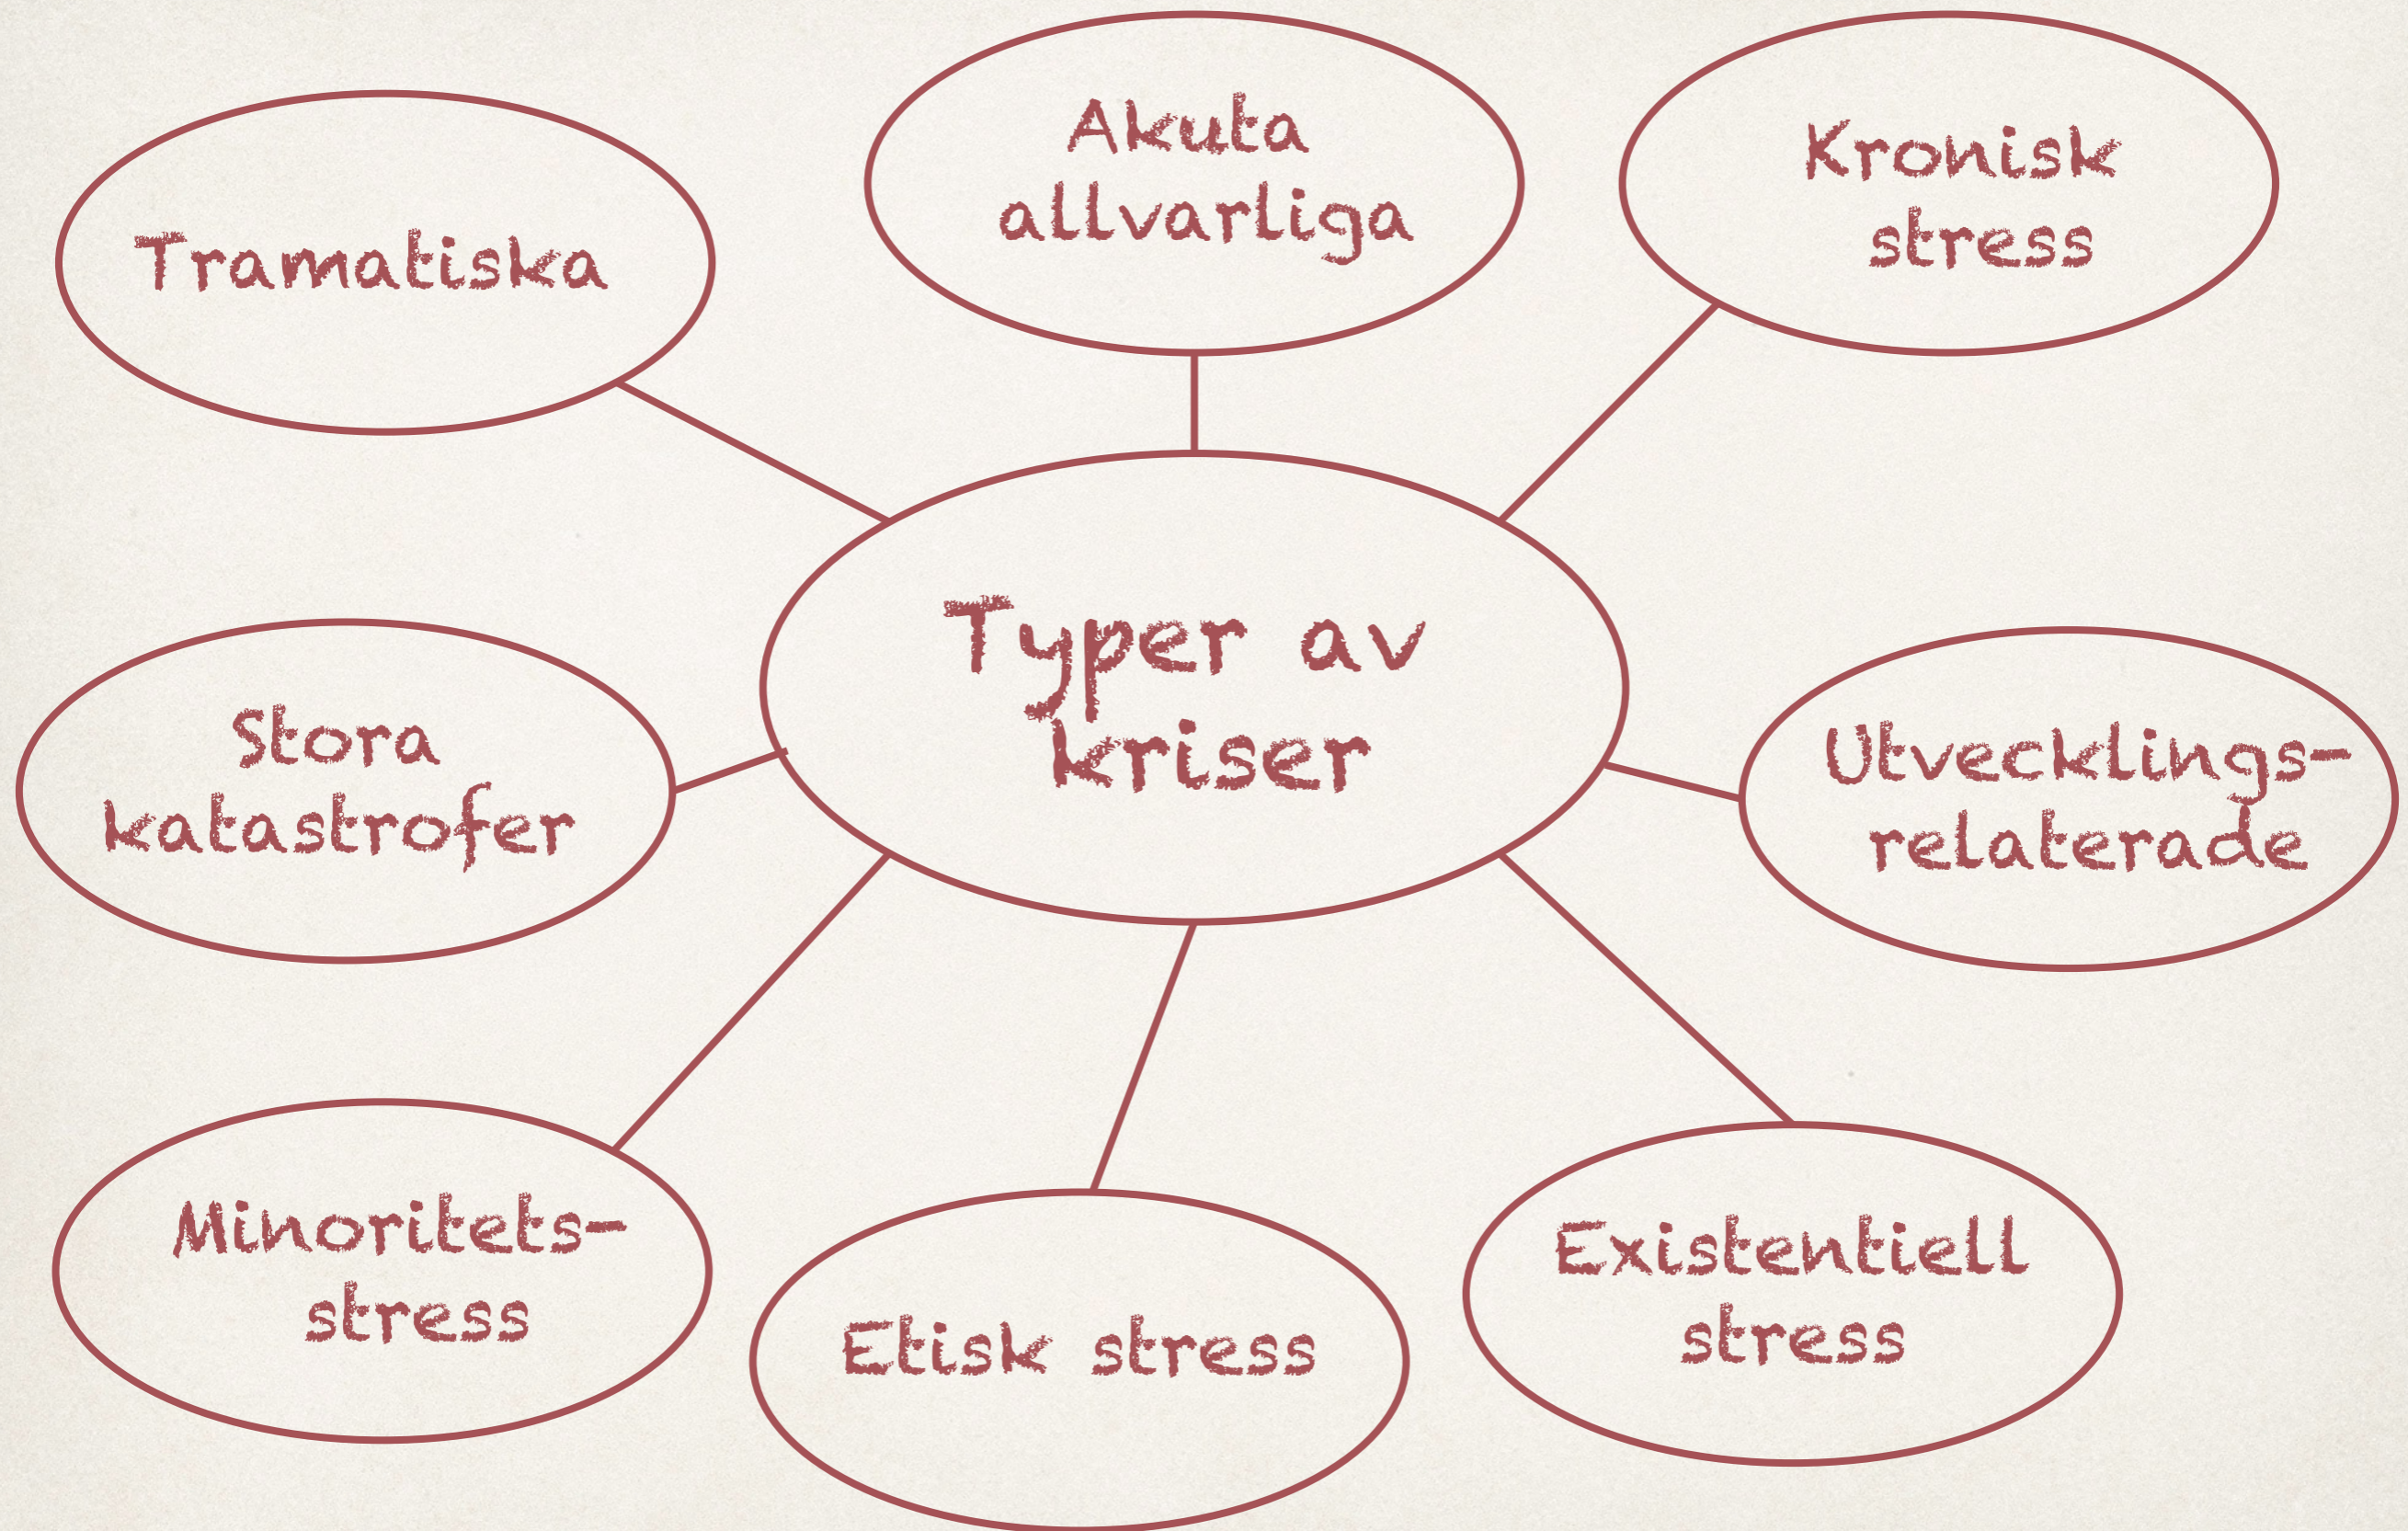 Tramatiska
Akuta
allvarliga
Kronisk
stress
Typer av
kriser
Stora
katastrofer
Utvecklings-
relaterade
Minoritets-
stress
Etisk stress
Existentiell
stress